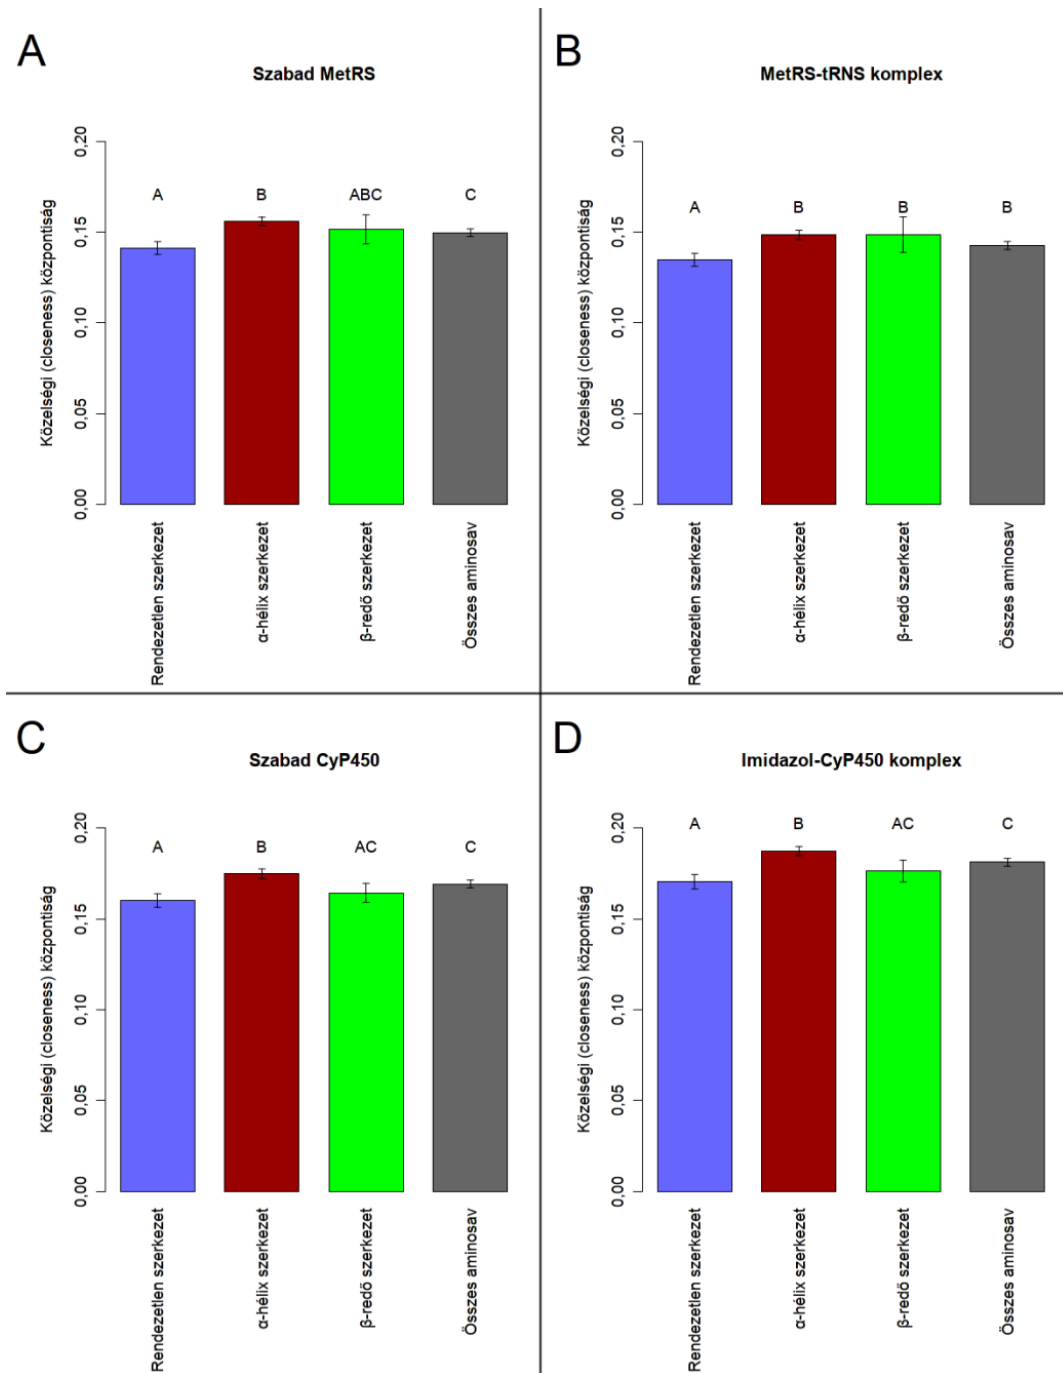 A
Szabad MetRS
Közelségi (closeness) központiság
0,20
0,15
0,10
0,05
0,00
A
B
ABC
C
Rendezetlen szerkezet
α-hélix szerkezet
β-redő szerkezet
Összes aminosav
B
MetRS-tRNS komplex
Közelségi (closeness) központiság
0,20
0,15
0,10
0,05
0,00
A
B
B
B
Rendezetlen szerkezet
α-hélix szerkezet
β-redő szerkezet
Összes aminosav
C
Szabad CyP450
Közelségi (closeness) központiság
0,20
0,15
0,10
0,05
0,00
A
B
AC
C
Rendezetlen szerkezet
α-hélix szerkezet
β-redő szerkezet
Összes aminosav
D
Imidazol-CyP450 komplex
Közelségi (closeness) központiság
0,20
0,15
0,10
0,05
0,00
A
B
AC
C
Rendezetlen szerkezet
α-hélix szerkezet
β-redő szerkezet
Összes aminosav